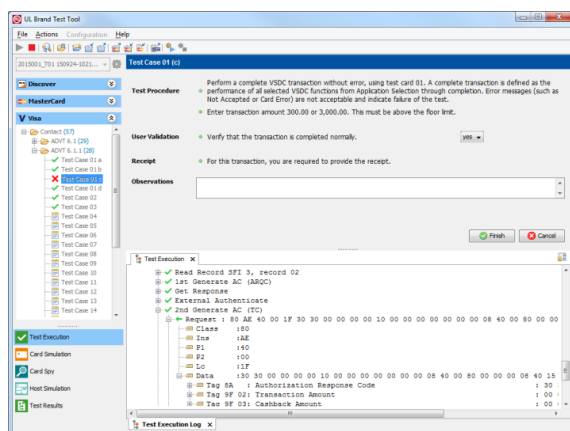 UL Brand Test Tool
File Actions Configuration Help
2015001_T01 150924-1021...
Test Case 01 (c)
Discover
MasterCard
Visa
Contact (57)
ADVT 6.1 (29)
ADVT 6.1.1 (28)
Test Case 01 a
Test Case 01 b
Test Case 01 c
Test Case 01 d
Test Case 02
Test Case 03
Test Case 04
Test Case 05
Test Case 06
Test Case 07
Test Case 08
Test Case 09
Test Case 10
Test Case 11
Test Case 12
Test Case 13
Test Case 14
Test Execution
Card Simulation
Card Spy
Host Simulation
Test Results
Test Procedure
Perform a complete VSDC transaction without error, using test card 01. A complete transaction is defined as the
performance of all selected VSDC functions from Application Selection through completion. Error messages (such as
Not Accepted or Card Error) are not acceptable and indicate failure of the test.
Enter transaction amount 300.00 or 3,000.00. This must be above the floor limit.
User Validation
Verify that the transaction is completed normally.
yes
Receipt
For this transaction, you are required to provide the receipt.
Observations
Finish
Cancel
Test Execution
Read Record SFI 3, record 02
1st Generate AC (ARQC)
Get Response
External Authenticate
2nd Generate AC (TC)
Request : 80 AE 40 00 1F 30 30 00 00 00 00 10 00 00 00 00 00 00 08 40 00 80 00 00
Class :80
Ins :AE
P1 :40
P2 :00
Lc :1F
Data :30 30 00 00 00 00 10 00 00 00 00 00 00 00 08 40 00 80 00 00 00 08 40 15
Tag 8A : Authorization Response Code : 30
Tag 9F 02: Transaction Amount : 00
Tag 9F 03: Cashback Amount : 00
Test Execution Log